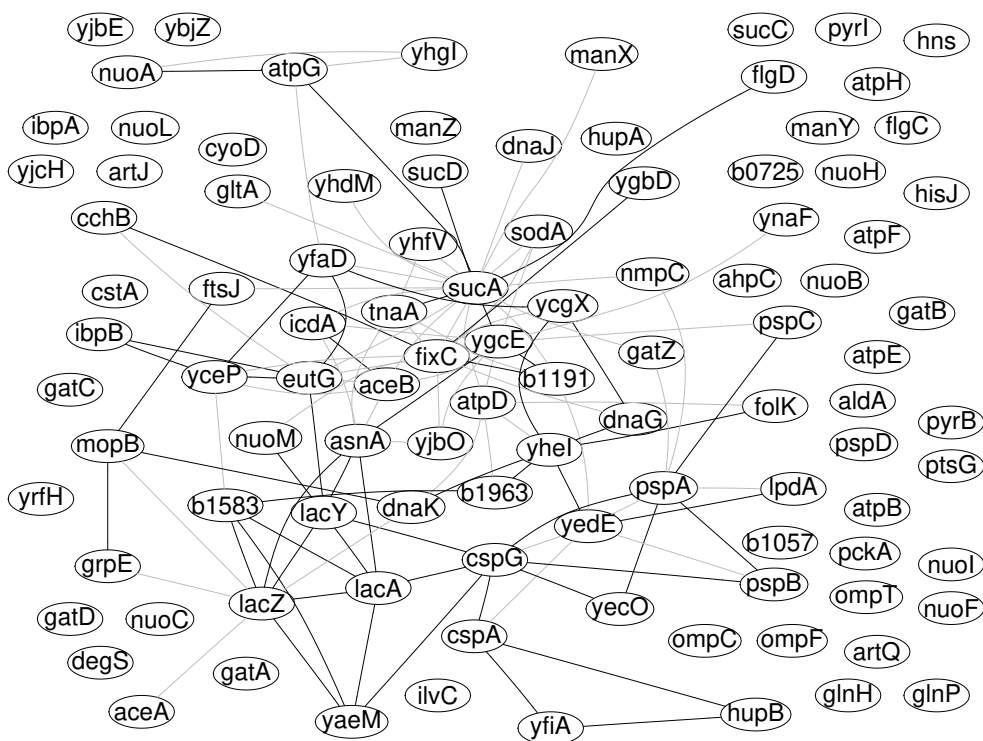 yjbE
ybjZ
sucC
pyrI
hns
nuoA
atpG
yhgI
manX
flgD
atpH
ibpA
nuoL
manZ
hupA
manY
flgC
cyoD
dnaJ
yjcH
artJ
gltA
yhdM
sucD
ygbD
b0725
nuoH
hisJ
cchB
yhfV
sodA
ynaF
atpF
yfaD
nmpC
ahpC
nuoB
cstA
ftsJ
sucA
ycgX
tnaA
icdA
pspC
gatB
ibpB
ygcE
gatZ
fixC
atpE
gatC
yceP
eutG
aceB
b1191
atpD
folK
aldA
pyrB
mopB
nuoM
asnA
yjbO
yheI
dnaG
pspD
ptsG
yrfH
b1583
lacY
dnaK
b1963
pspA
lpdA
yedE
atpB
b1057
grpE
cspG
pckA
nuoI
lacZ
lacA
yecO
pspB
ompT
nuoF
gatD
nuoC
cspA
ompC
ompF
artQ
degS
gatA
ilvC
glnH
glnP
aceA
yaeM
yfiA
hupB